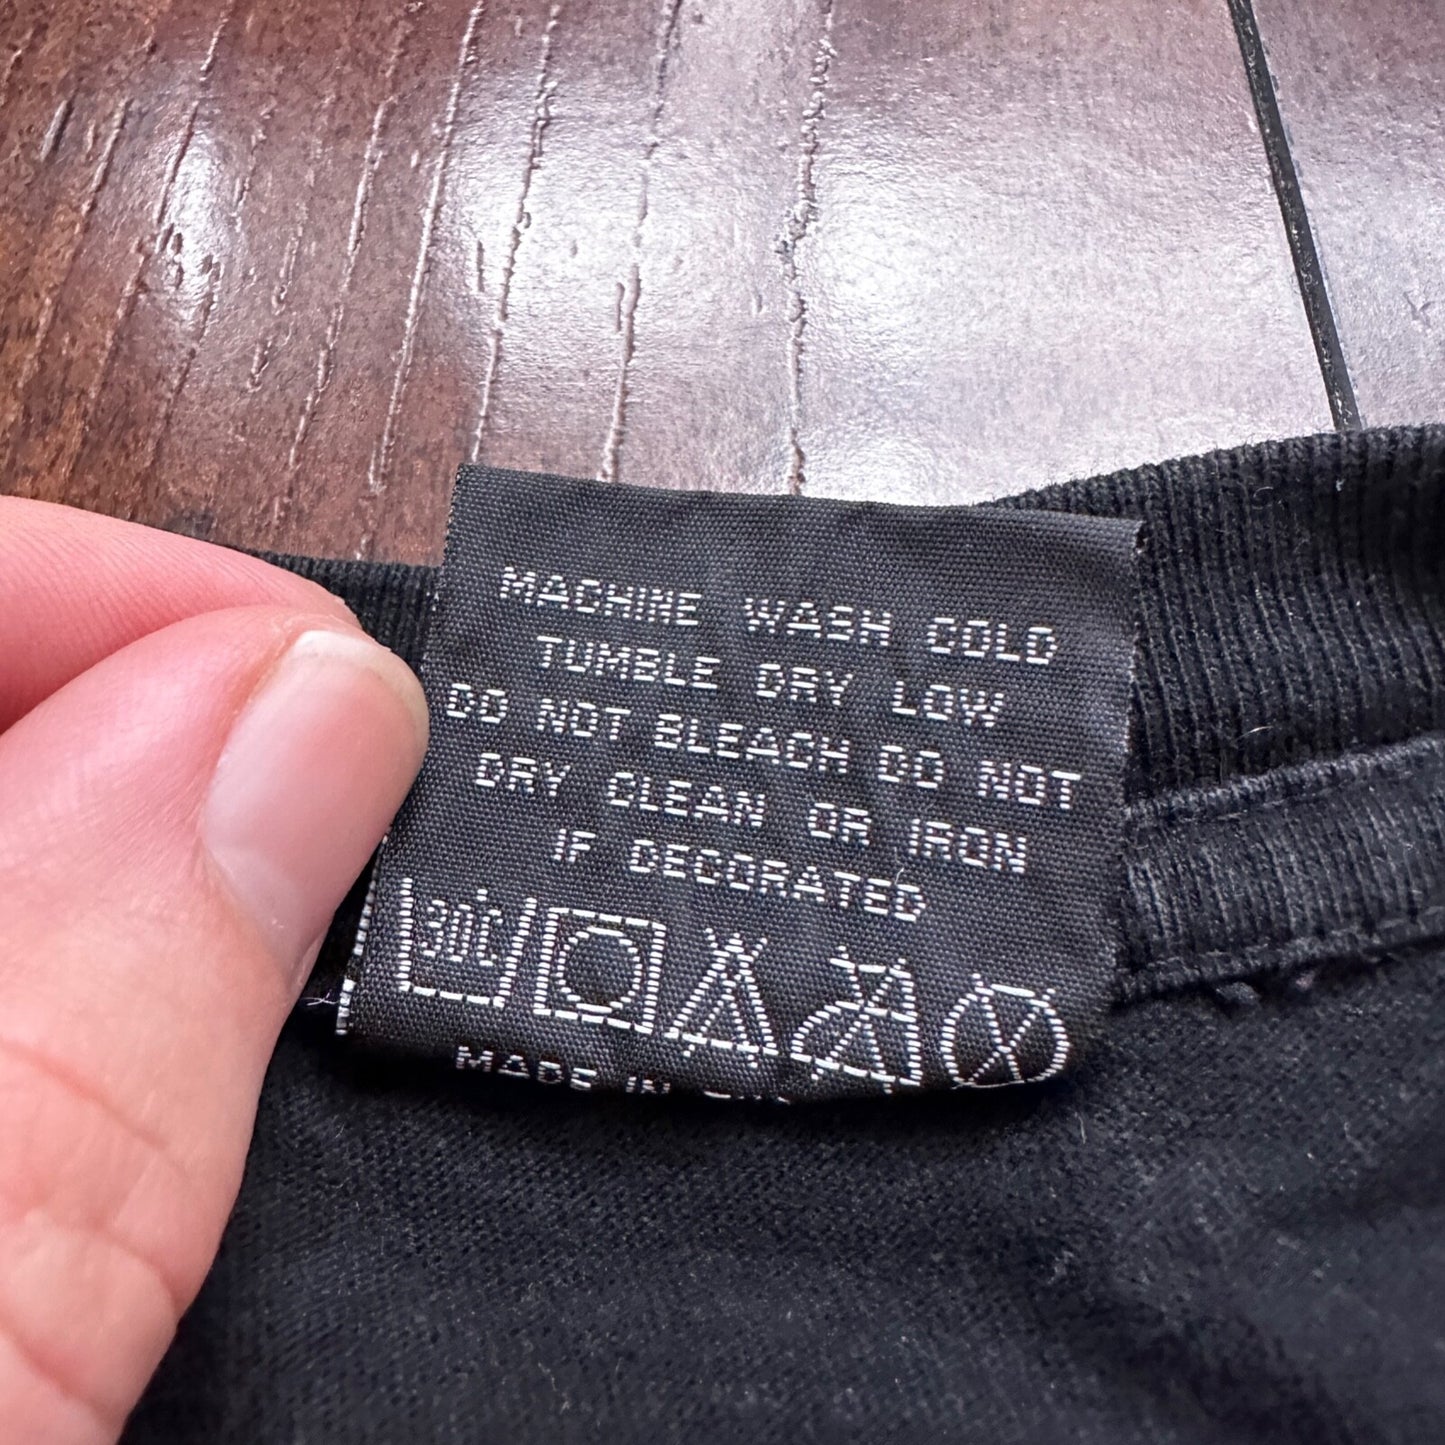 MACHINE WASH COLD
TUMBLE DRY LOW
DO NOT BLEACH DO NOT
DRY CLEAN OR IRON
IF DECORATED
30°C
MADE IN